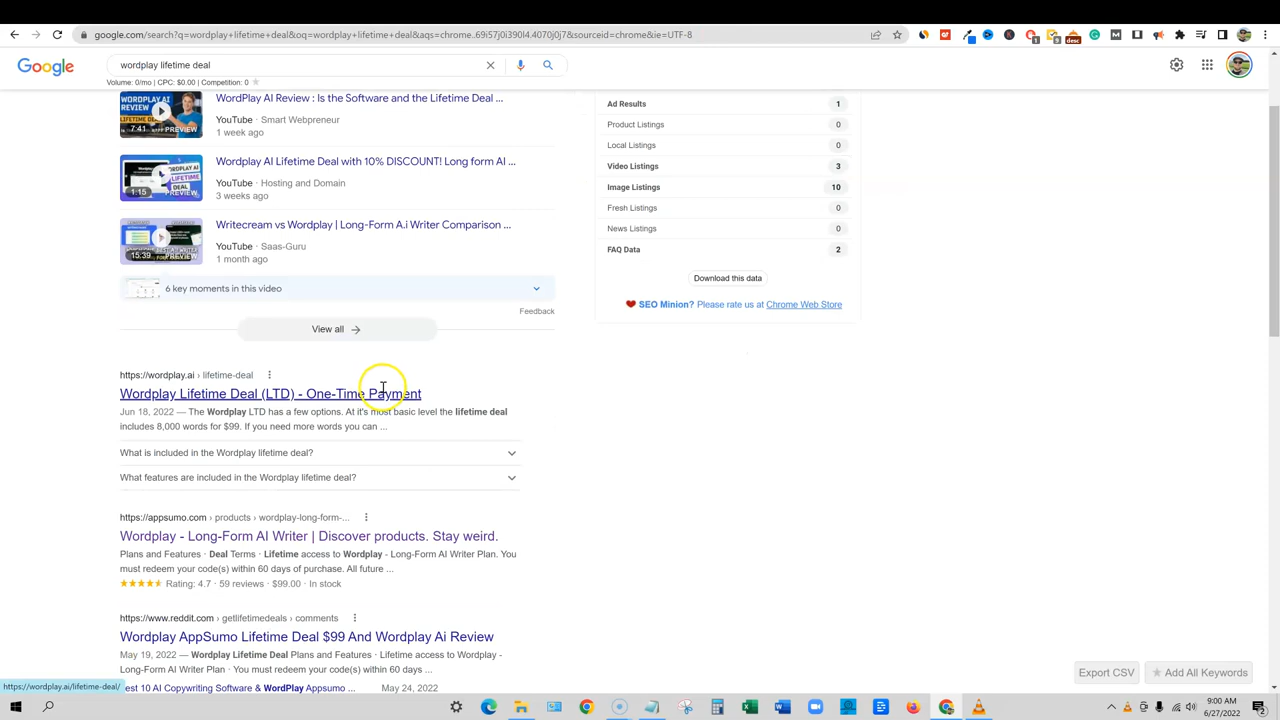 google.com/search?q=wordplay+lifetime+deal&oq=wordplay+lifetime+deal&aqs=chrome..69i57j0i390l4.4070j0j7&sourceid=chrome&ie=UTF-8
Google
wordplay lifetime deal
Volume: 0/mo | CPC: $0.00 | Competition: 0
WORDPLAY AI
REVIEW
7:41
PREVIEW
WordPlay AI Review : Is the Software and the Lifetime Deal ...
YouTube · Smart Webpreneur
1 week ago
1:15
PREVIEW
Wordplay AI Lifetime Deal with 10% DISCOUNT! Long form AI ...
YouTube · Hosting and Domain
3 weeks ago
15:39
PREVIEW
Writecream vs Wordplay | Long-Form A.i Writer Comparison ...
YouTube · Saas-Guru
1 month ago
6 key moments in this video
Feedback
View all
Ad Results 1
Product Listings 0
Local Listings 0
Video Listings 3
Image Listings 10
Fresh Listings 0
News Listings 0
FAQ Data 2
Download this data
SEO Minion? Please rate us at Chrome Web Store
https://wordplay.ai › lifetime-deal
Wordplay Lifetime Deal (LTD) - One-Time Payment
Jun 18, 2022 — The Wordplay LTD has a few options. At it's most basic level the lifetime deal
includes 8,000 words for $99. If you need more words you can ...
What is included in the Wordplay lifetime deal?
What features are included in the Wordplay lifetime deal?
https://appsumo.com › products › wordplay-long-form-...
Wordplay - Long-Form AI Writer | Discover products. Stay weird.
Plans and Features · Deal Terms · Lifetime access to Wordplay - Long-Form AI Writer Plan. You
must redeem your code(s) within 60 days of purchase. All future ...
Rating: 4.7 · 59 reviews · $99.00 · In stock
https://www.reddit.com › getlifetimedeals › comments
Wordplay AppSumo Lifetime Deal $99 And Wordplay Ai Review
May 19, 2022 — Wordplay Lifetime Deal Plans and Features · Lifetime access to Wordplay -
Long-Form AI Writer Plan · You must redeem your code(s) within 60 days ...
est 10 AI Copywriting Software & WordPlay Appsumo ... May 24, 2022
Export CSV
Add All Keywords
https://wordplay.ai/lifetime-deal/
9:00 AM
6/27/2022